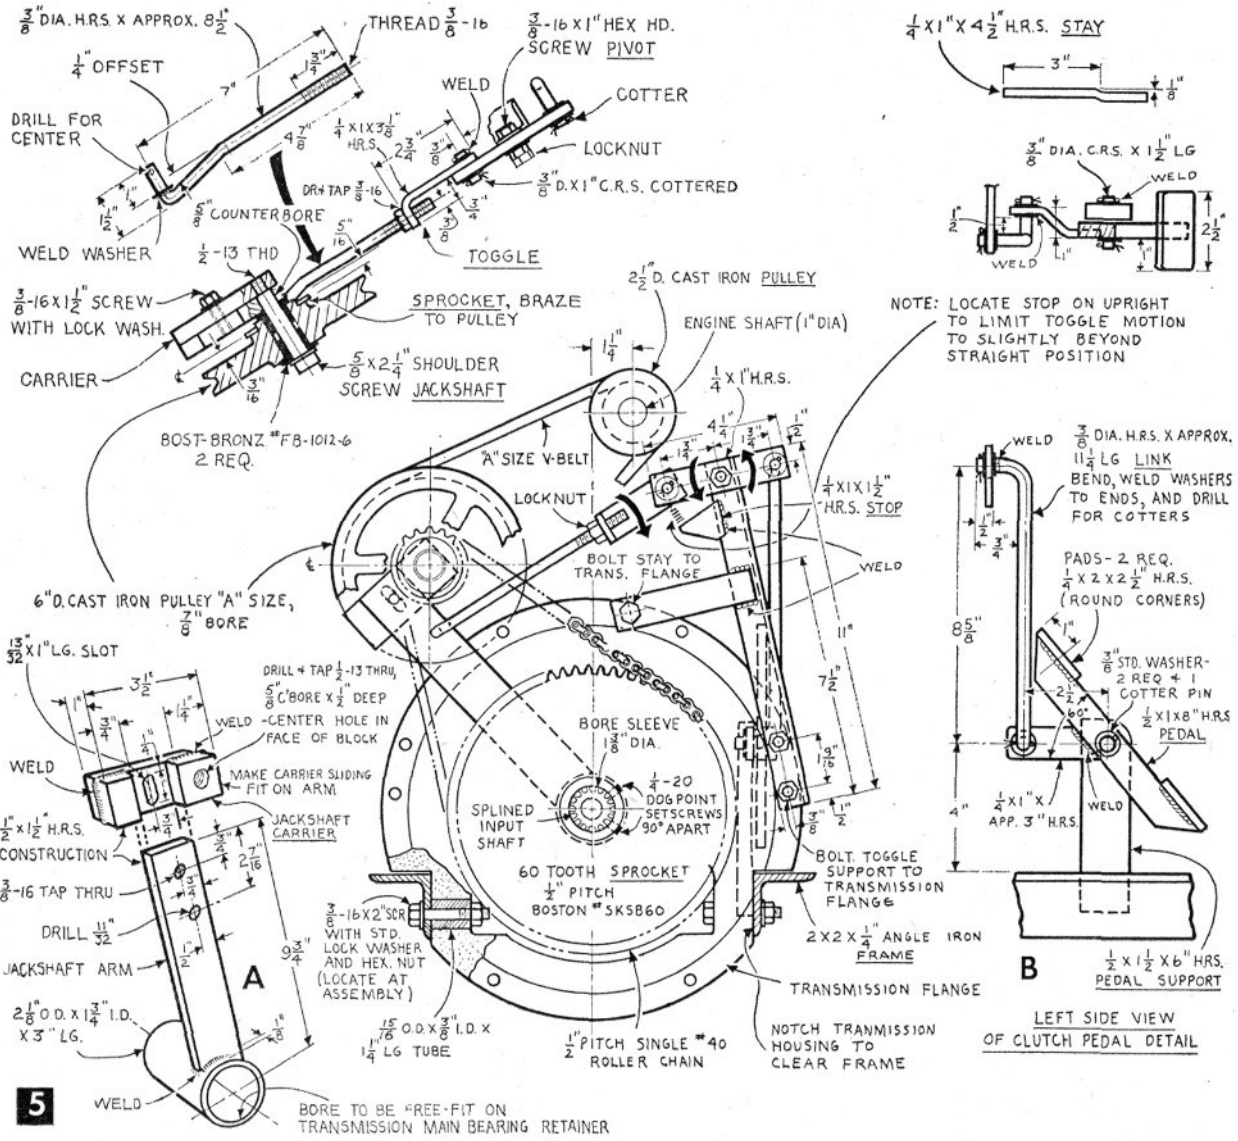 3/8" DIA. H.R.S. X APPROX. 8 1/2"
1/4" OFFSET
DRILL FOR
CENTER
7"
1 3/4"
THREAD 3/8-16
4 7/8"
1"
1 1/2"
WELD WASHER
5/8" COUNTERBORE
1/2-13 THD
3/8-16 X 1 1/2" SCREW
WITH LOCK WASH.
CARRIER
3/16"
BOST-BRONZ #FB-1012-6
2 REQ.
5/8 X 2 1/4" SHOULDER
SCREW JACKSHAFT
SPROCKET, BRAZE
TO PULLEY
5/16
3/8-16 X 1" HEX HD.
SCREW PIVOT
WELD
COTTER
LOCKNUT
1/4 X 1 X 3 1/8"
H.R.S.
2 3/4"
3/8"
DR & TAP 3/8-16
3/8" D. X 1" C.R.S. COTTERED
3/4"
3/8
TOGGLE
1/4 X 1" X 4 1/2" H.R.S. STAY
3"
1/8"
3/8" DIA. C.R.S. X 1 1/2" LG
WELD
1/2"
WELD
1"
1"
2 1/2"
NOTE: LOCATE STOP ON UPRIGHT
TO LIMIT TOGGLE MOTION
TO SLIGHTLY BEYOND
STRAIGHT POSITION
2 1/2" D. CAST IRON PULLEY
ENGINE SHAFT (1" DIA)
1 1/4"
1/4 X 1" H.R.S.
4 1/4"
1 3/4"
1 3/4"
1/2"
"A" SIZE V-BELT
LOCKNUT
1/4 X 1 X 1 1/2"
H.R.S. STOP
BOLT STAY TO
TRANS. FLANGE
WELD
11"
7 1/2"
9/16"
1/2"
3/8
6" D. CAST IRON PULLEY "A" SIZE,
7/8" BORE
13/32" X 1" LG. SLOT
3 1/2"
1"
3/4"
1/4"
1 1/4"
DRILL & TAP 1/2-13 THRU,
5/8" C'BORE X 1/2" DEEP
-CENTER HOLE IN
FACE OF BLOCK
WELD
WELD
MAKE CARRIER SLIDING
FIT ON ARM
JACKSHAFT
CARRIER
1/2" X 1 1/2" H.R.S.
CONSTRUCTION
3/4"
3/8-16 TAP THRU
3/4"
2 7/16"
3/4"
DRILL 11/32
1/2"
JACKSHAFT ARM
9 3/4"
A
2 1/8" O.D. X 1 3/4" I.D.
X 3" LG.
1/8"
WELD
5
BORE TO BE FREE-FIT ON
TRANSMISSION MAIN BEARING RETAINER
BORE SLEEVE
1 3/8" DIA.
1/4-20
DOG POINT
SETSCREWS
90° APART
SPLINED
INPUT
SHAFT
60 TOOTH SPROCKET
1/2" PITCH
BOSTON #SKSB60
3/8-16 X 2" SCR
WITH STD.
LOCK WASHER
AND HEX. NUT
(LOCATE AT
ASSEMBLY)
15/16 O.D. X 3/8" I.D. X
1 1/4" LG TUBE
1/2" PITCH SINGLE #40
ROLLER CHAIN
BOLT. TOGGLE
SUPPORT TO
TRANSMISSION
FLANGE
2 X 2 X 1/4" ANGLE IRON
FRAME
TRANSMISSION FLANGE
NOTCH TRANMISSION
HOUSING TO
CLEAR FRAME
WELD
3/8 DIA. H.R.S. X APPROX.
11 1/4 LG LINK
BEND, WELD WASHERS
TO ENDS, AND DRILL
FOR COTTERS
1/2"
3/4"
PADS- 2 REQ.
1/4 X 2 X 2 1/2" H.R.S.
(ROUND CORNERS)
8 5/8"
1"
3/8" STD. WASHER-
2 REQ & 1
COTTER PIN
2 1/2"
60°
1/2 X 1 X 8" H.R.S
PEDAL
4"
1/4 X 1" X
APP. 3" H.R.S.
WELD
B
1/2 X 1 1/2 X 6" HRS.
PEDAL SUPPORT
LEFT SIDE VIEW
OF CLUTCH PEDAL DETAIL